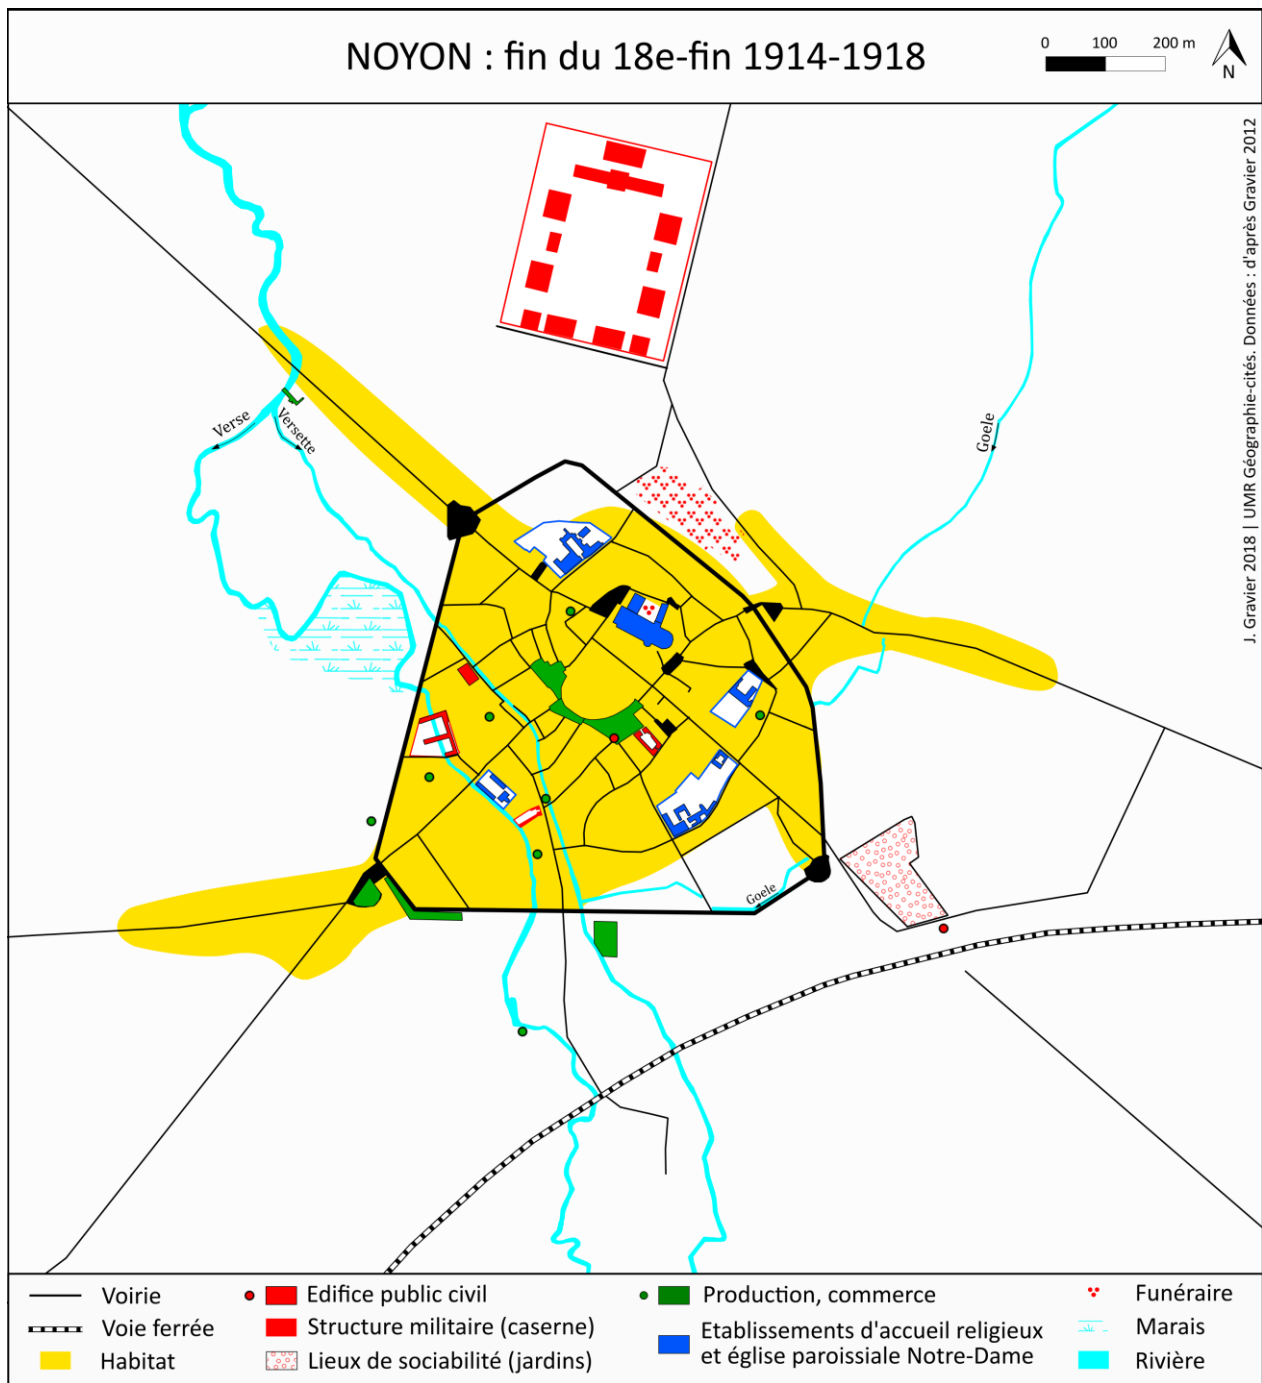 NOYON : fin du 18e-fin 1914-1918
0 100 200 m
N
J. Gravier 2018 | UMR Géographie-cités. Données : d'après Gravier 2012
Verse
Versette
Goele
Goele
Voirie
Voie ferrée
Habitat
Edifice public civil
Structure militaire (caserne)
Lieux de sociabilité (jardins)
Production, commerce
Etablissements d'accueil religieux
et église paroissiale Notre-Dame
Funéraire
Marais
Rivière